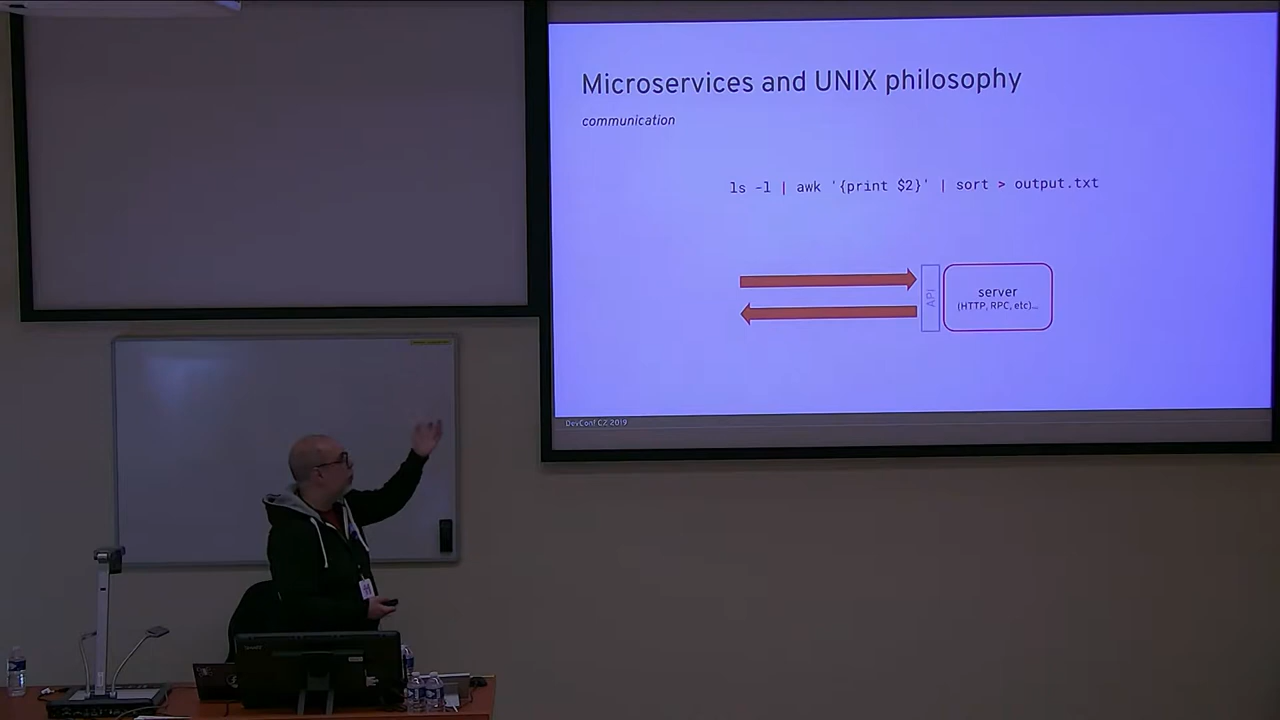 Microservices and UNIX philosophy
communication
ls -l | awk '{print $2}' | sort > output.txt
API
server
(HTTP, RPC, etc)...
DevConf CZ, 2019